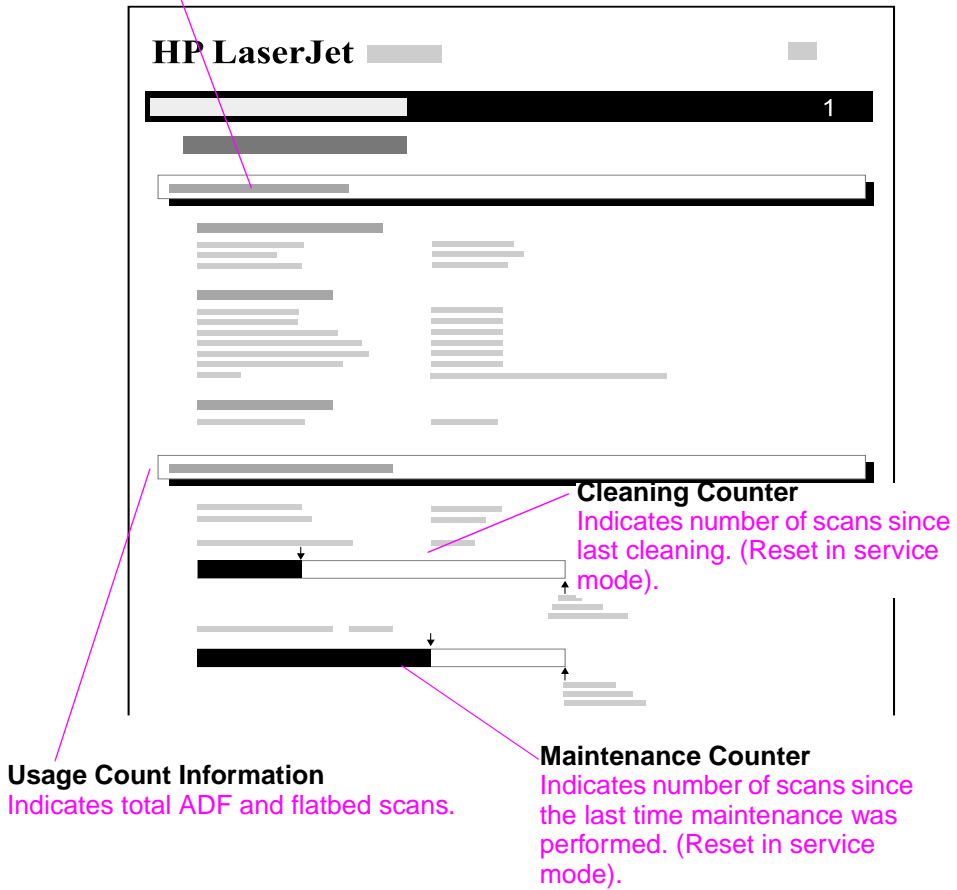 HP LaserJet
1
Cleaning Counter
Indicates number of scans since
last cleaning. (Reset in service
mode).
Usage Count Information
Indicates total ADF and flatbed scans.
Maintenance Counter
Indicates number of scans since
the last time maintenance was
performed. (Reset in service
mode).